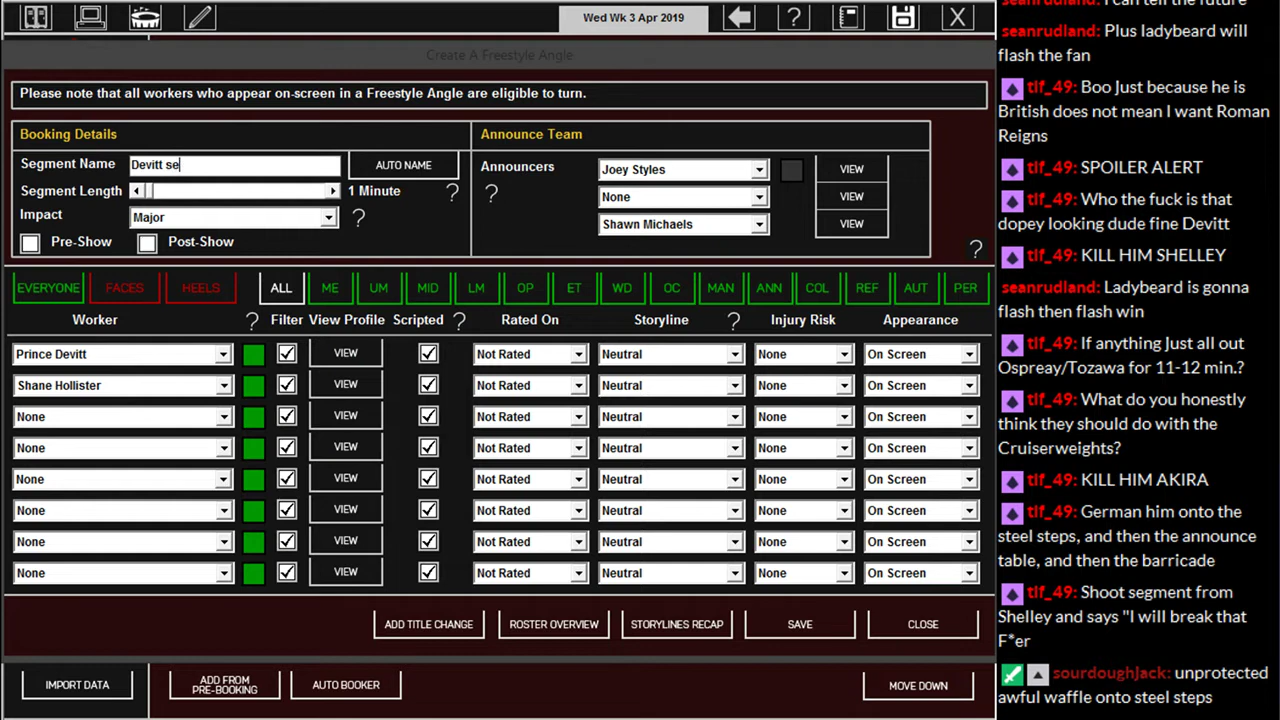 Wed Wk 3 Apr 2019
?
X
Create A Freestyle Angle
Please note that all workers who appear on-screen in a Freestyle Angle are eligible to turn.
Booking Details
Segment Name
Devitt se
AUTO NAME
Segment Length
1 Minute
?
Impact
Major
?
Pre-Show
Post-Show
Announce Team
Announcers
?
Joey Styles
VIEW
None
VIEW
Shawn Michaels
VIEW
?
EVERYONE FACES HEELS ALL ME UM MID LM OP ET WD OC MAN ANN COL REF AUT PER
Worker ? Filter View Profile Scripted ? Rated On Storyline ? Injury Risk Appearance
Prince Devitt VIEW Not Rated Neutral None On Screen
Shane Hollister VIEW Not Rated Neutral None On Screen
None VIEW Not Rated Neutral None On Screen
None VIEW Not Rated Neutral None On Screen
None VIEW Not Rated Neutral None On Screen
None VIEW Not Rated Neutral None On Screen
None VIEW Not Rated Neutral None On Screen
None VIEW Not Rated Neutral None On Screen
ADD TITLE CHANGE ROSTER OVERVIEW STORYLINES RECAP SAVE CLOSE
IMPORT DATA
ADD FROM
PRE-BOOKING
AUTO BOOKER
MOVE DOWN
seanrudland: Plus ladybeard will
flash the fan
tlf_49: Boo Just because he is
British does not mean I want Roman
Reigns
tlf_49: SPOILER ALERT
tlf_49: Who the fuck is that
dopey looking dude fine Devitt
tlf_49: KILL HIM SHELLEY
seanrudland: Ladybeard is gonna
flash then flash win
tlf_49: If anything Just all out
Ospreay/Tozawa for 11-12 min.?
tlf_49: What do you honestly
think they should do with the
Cruiserweights?
tlf_49: KILL HIM AKIRA
tlf_49: German him onto the
steel steps, and then the announce
table, and then the barricade
tlf_49: Shoot segment from
Shelley and says "I will break that
F*er
sourdoughjack: unprotected
awful waffle onto steel steps